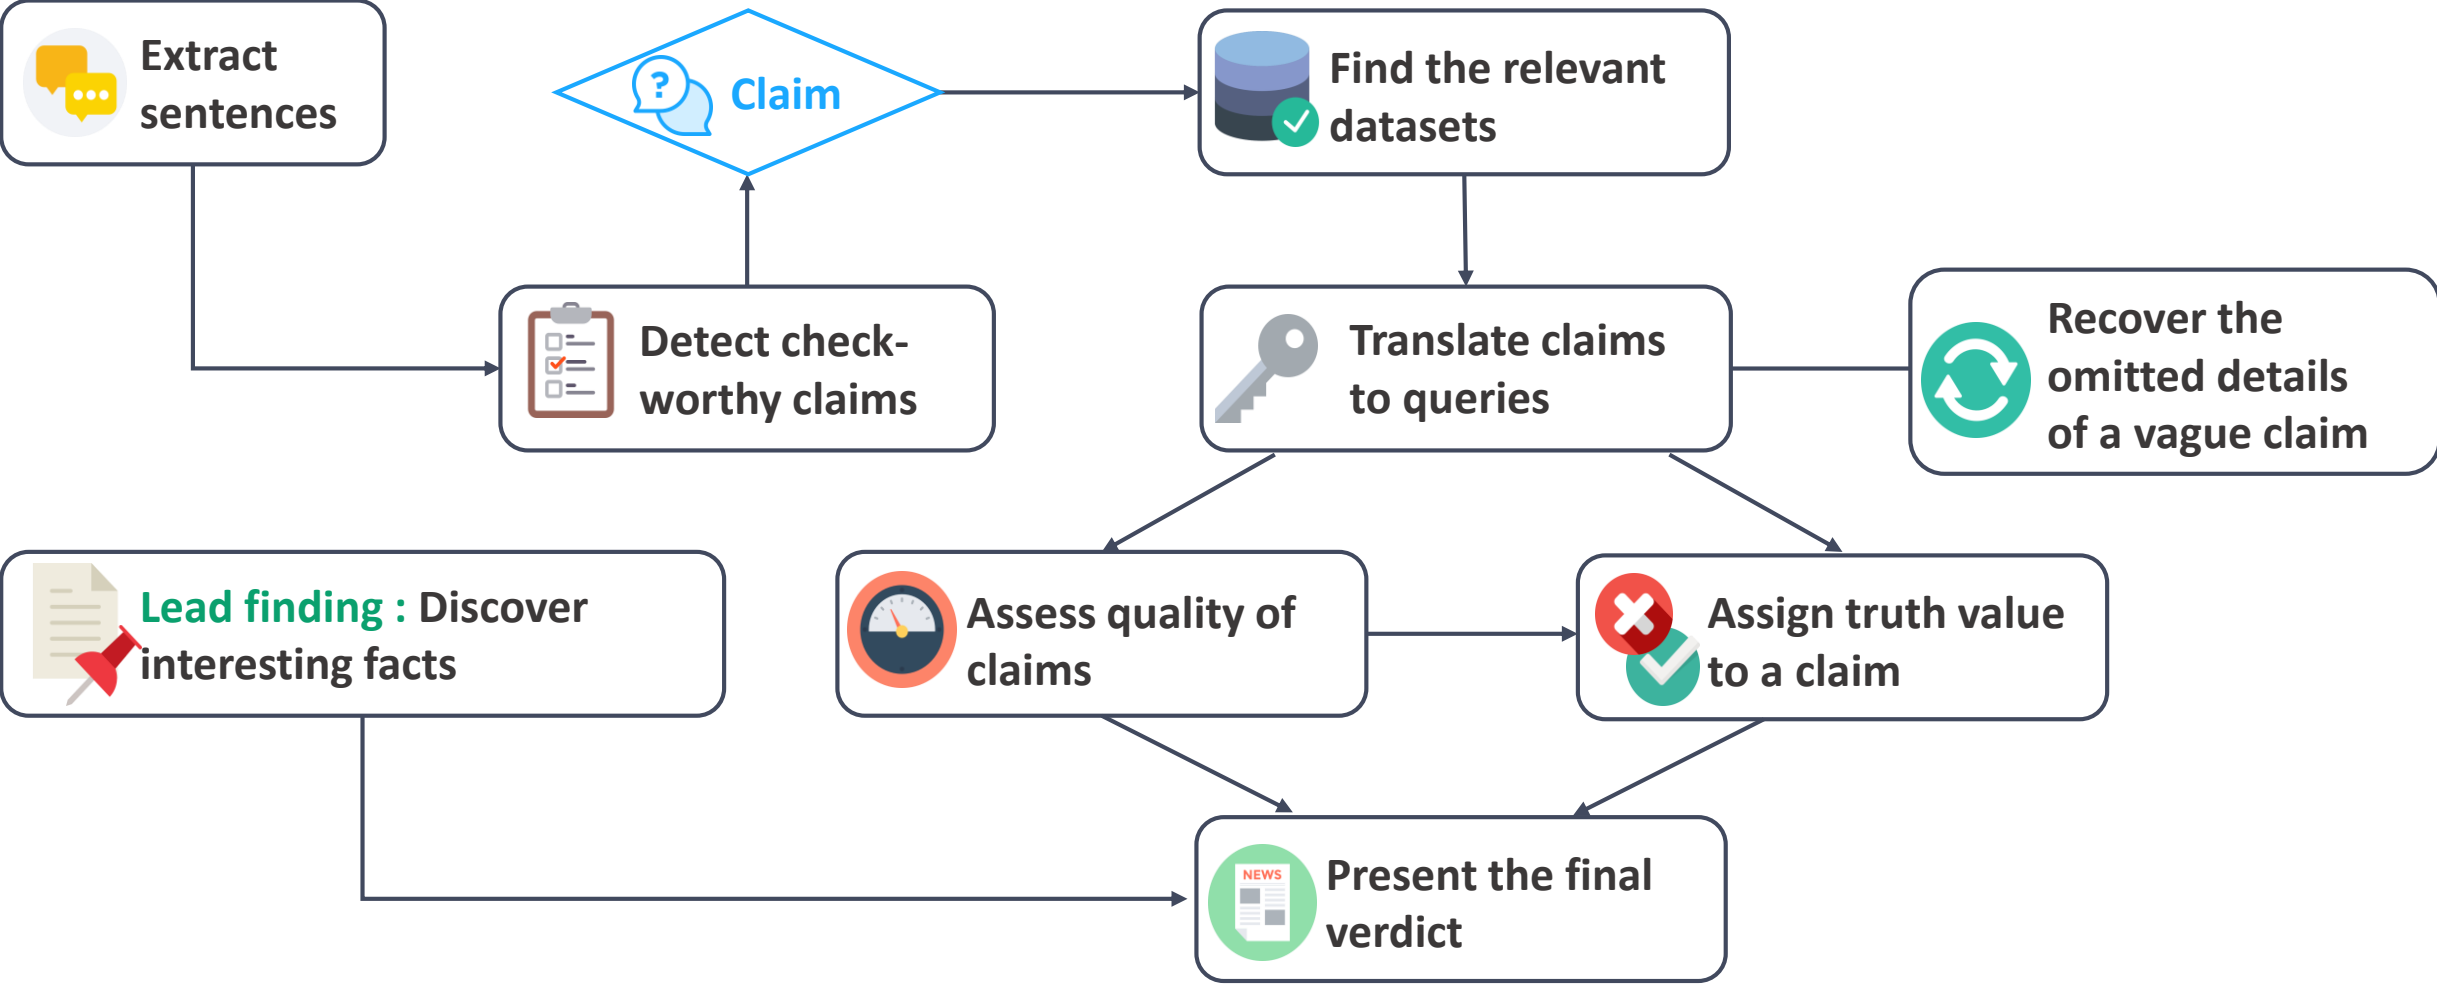 Extract
sentences
?
Claim
Find the relevant
datasets
Detect check-
worthy claims
Translate claims
to queries
Recover the
omitted details
of a vague claim
Lead finding : Discover
interesting facts
Assess quality of
claims
Assign truth value
to a claim
NEWS
Present the final
verdict